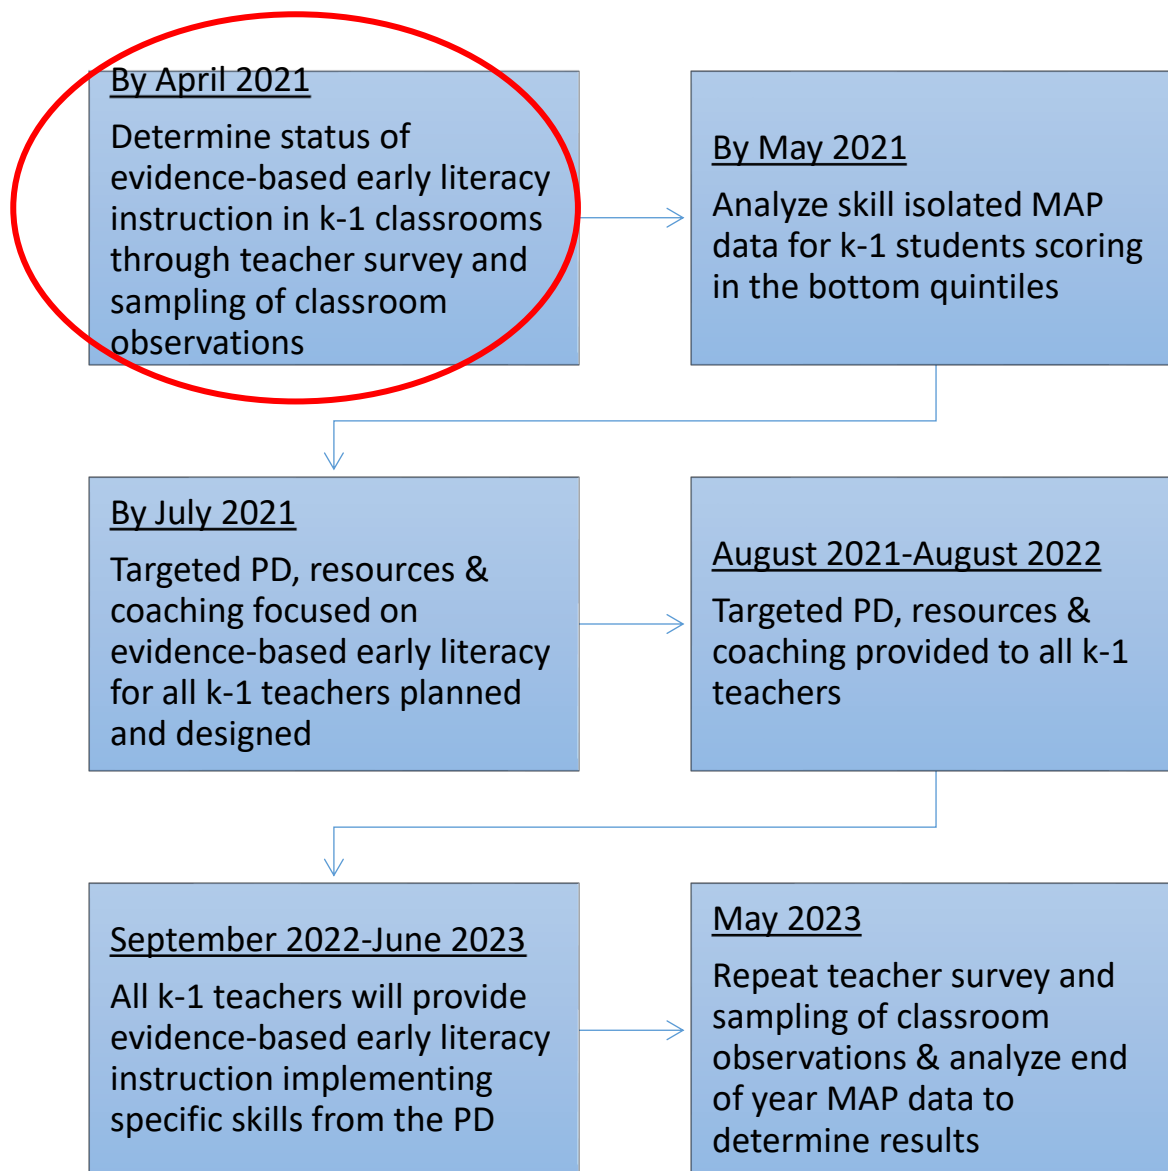 By April 2021
Determine status of
evidence-based early literacy
instruction in k-1 classrooms
through teacher survey and
sampling of classroom
observations
By May 2021
Analyze skill isolated MAP
data for k-1 students scoring
in the bottom quintiles
By July 2021
Targeted PD, resources &
coaching focused on
evidence-based early literacy
for all k-1 teachers planned
and designed
August 2021-August 2022
Targeted PD, resources &
coaching provided to all k-1
teachers
September 2022-June 2023
All k-1 teachers will provide
evidence-based early literacy
instruction implementing
specific skills from the PD
May 2023
Repeat teacher survey and
sampling of classroom
observations & analyze end
of year MAP data to
determine results